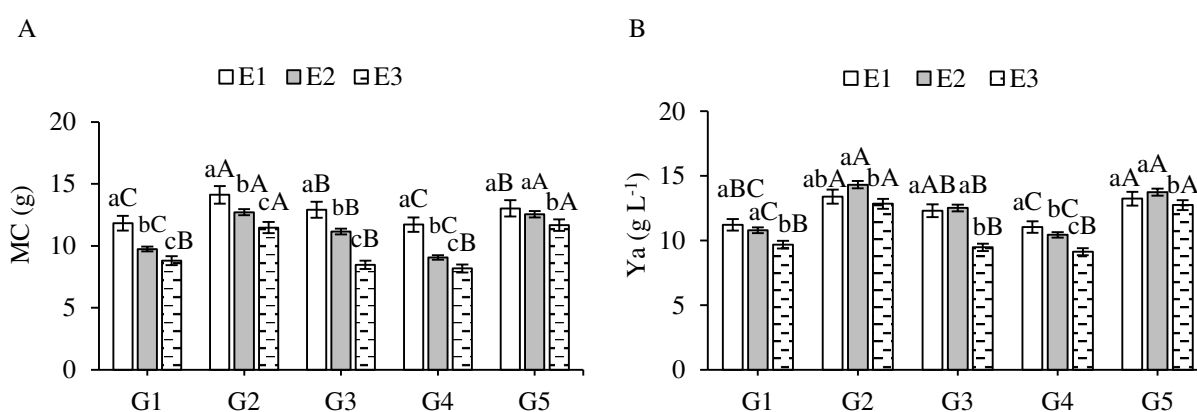 A
E1 E2 E3
MC (g)
20
15
10
5
0
aC bC cB
aA bA cA
aB bB cB
aC bC cB
aB aA bA
G1 G2 G3 G4 G5
B
E1 E2 E3
Ya (g L-1)
20
15
10
5
0
aBC aC bB
abA aA bA
aAB aB bB
aC bC cB
aA aA bA
G1 G2 G3 G4 G5